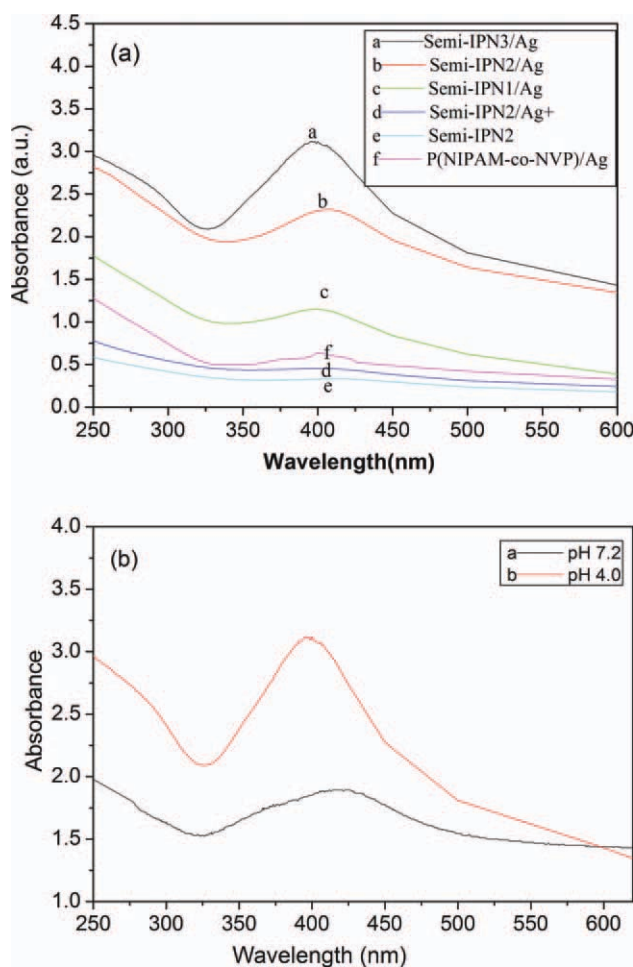 4.5
4.0
3.5
3.0
2.5
2.0
1.5
1.0
0.5
0.0
Absorbance (a.u.)
(a)
a Semi-IPN3/Ag
b Semi-IPN2/Ag
c Semi-IPN1/Ag
d Semi-IPN2/Ag+
e Semi-IPN2
f P(NIPAM-co-NVP)/Ag
a
b
c
f
d
e
250 300 350 400 450 500 550 600
Wavelength(nm)
4.0
3.5
3.0
2.5
2.0
1.5
1.0
Absorbance
(b)
a pH 7.2
b pH 4.0
250 300 350 400 450 500 550 600
Wavelength (nm)